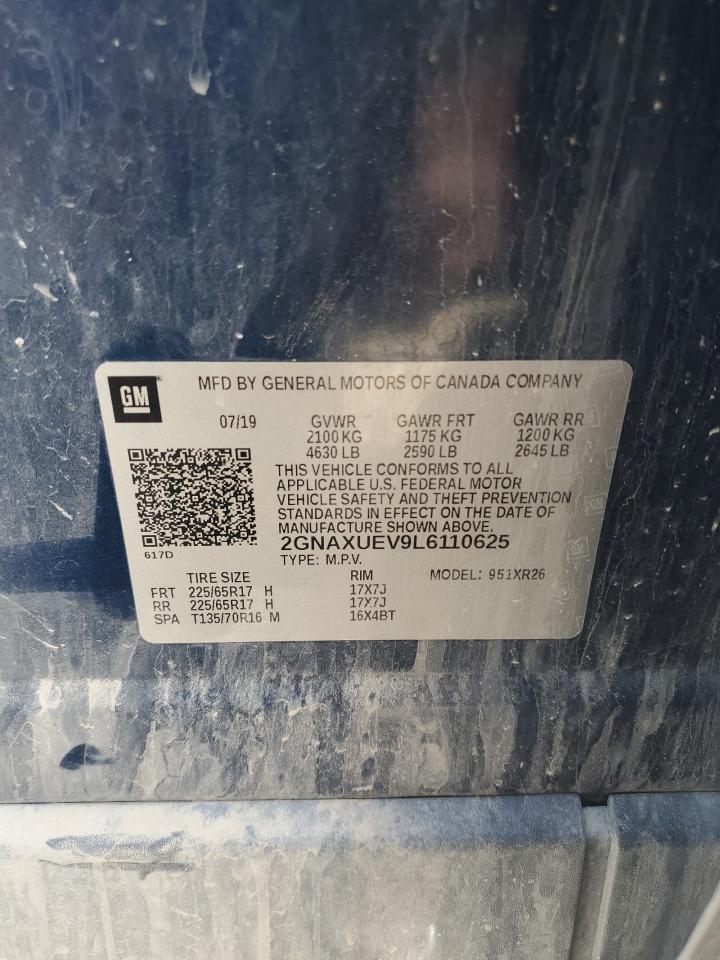 GM
MFD BY GENERAL MOTORS OF CANADA COMPANY
07/19 GVWR GAWR FRT GAWR RR
2100 KG 1175 KG 1200 KG
4630 LB 2590 LB 2645 LB
THIS VEHICLE CONFORMS TO ALL
APPLICABLE U.S. FEDERAL MOTOR
VEHICLE SAFETY AND THEFT PREVENTION
STANDARDS IN EFFECT ON THE DATE OF
MANUFACTURE SHOWN ABOVE.
617D 2GNAXUEV9L6110625
TYPE: M.P.V.
TIRE SIZE RIM MODEL: 951XR26
FRT 225/65R17 H 17X7J
RR 225/65R17 H 17X7J
SPA T135/70R16 M 16X4BT